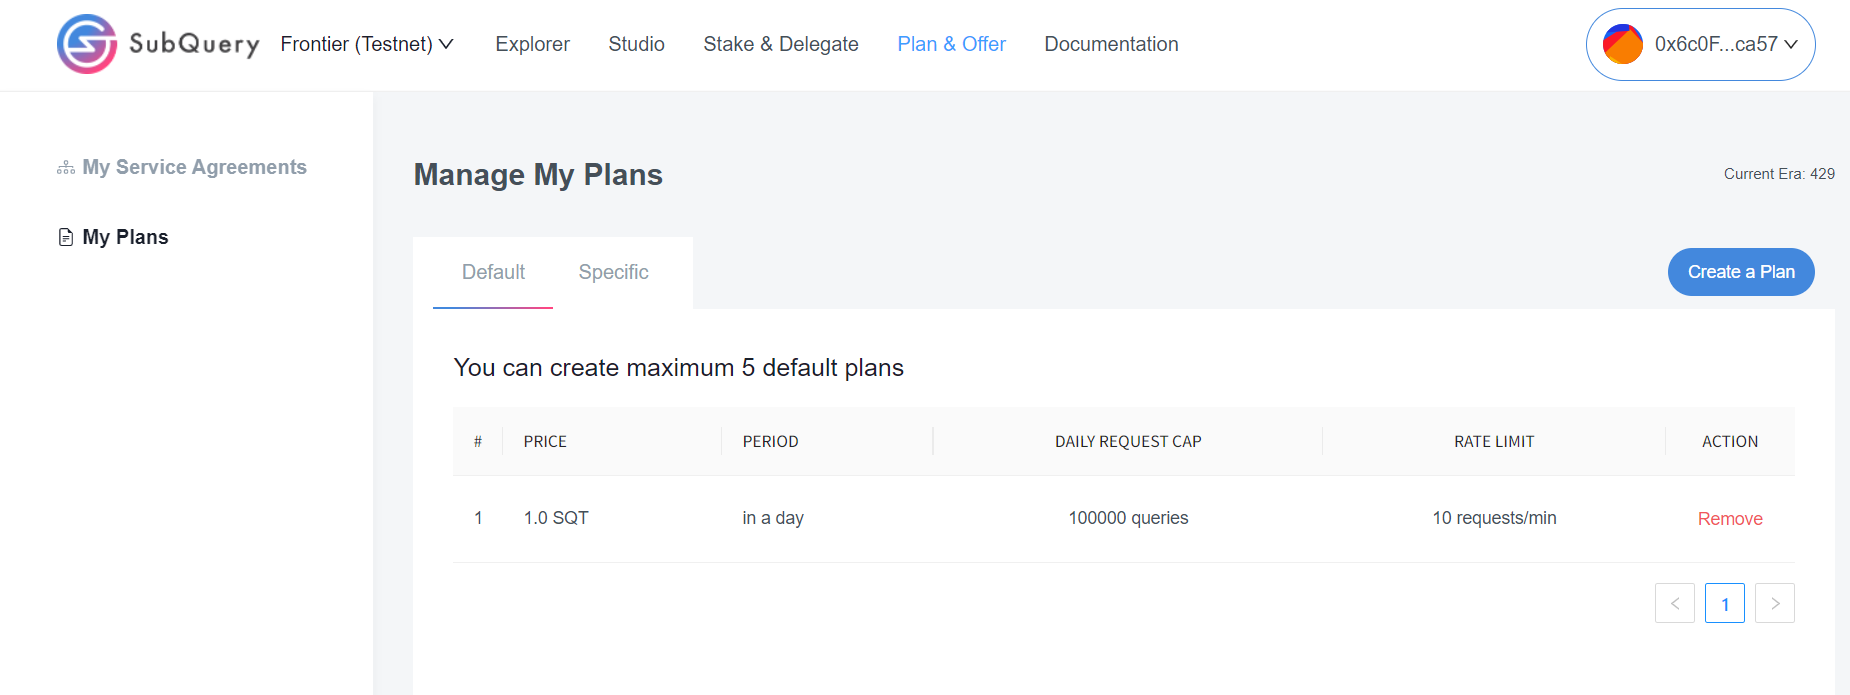 SubQuery Frontier (Testnet) Explorer Studio Stake & Delegate Plan & Offer Documentation 0x6c0F...ca57
My Service Agreements
My Plans
Manage My Plans
Current Era: 429
Default Specific
Create a Plan
You can create maximum 5 default plans
# PRICE PERIOD DAILY REQUEST CAP RATE LIMIT ACTION
1 1.0 SQT in a day 100000 queries 10 requests/min Remove
< 1 >